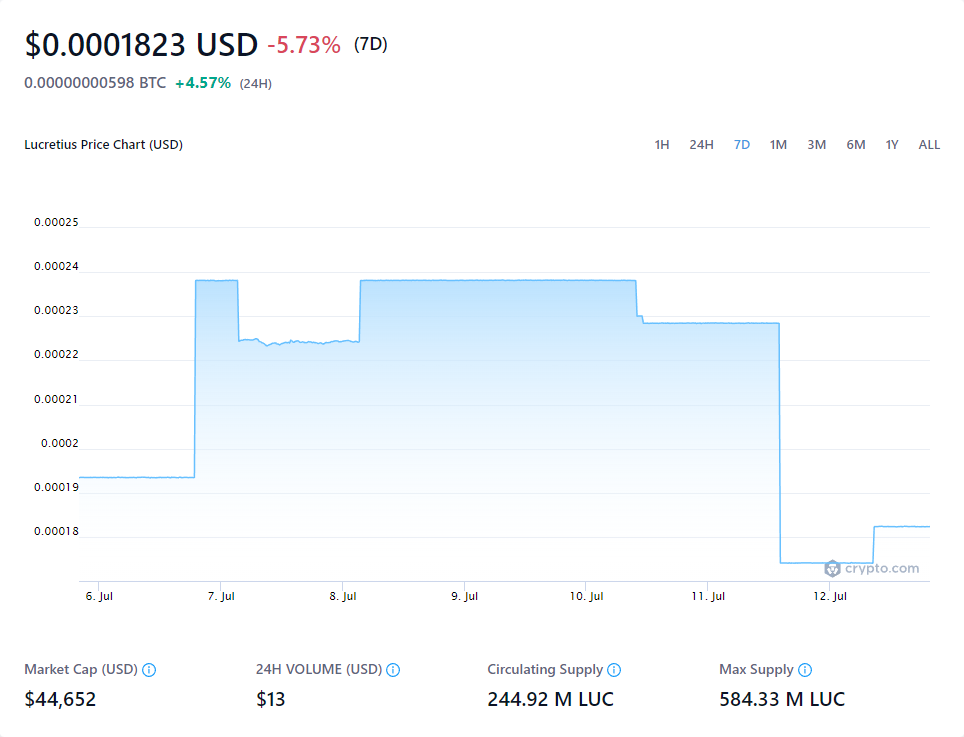 $0.0001823 USD -5.73% (7D)
0.00000000598 BTC +4.57% (24H)
Lucretius Price Chart (USD) 1H 24H 7D 1M 3M 6M 1Y ALL
0.00025
0.00024
0.00023
0.00022
0.00021
0.0002
0.00019
0.00018
crypto.com
6. Jul 7. Jul 8. Jul 9. Jul 10. Jul 11. Jul 12. Jul
Market Cap (USD) 24H VOLUME (USD) Circulating Supply Max Supply
$44,652 $13 244.92 M LUC 584.33 M LUC